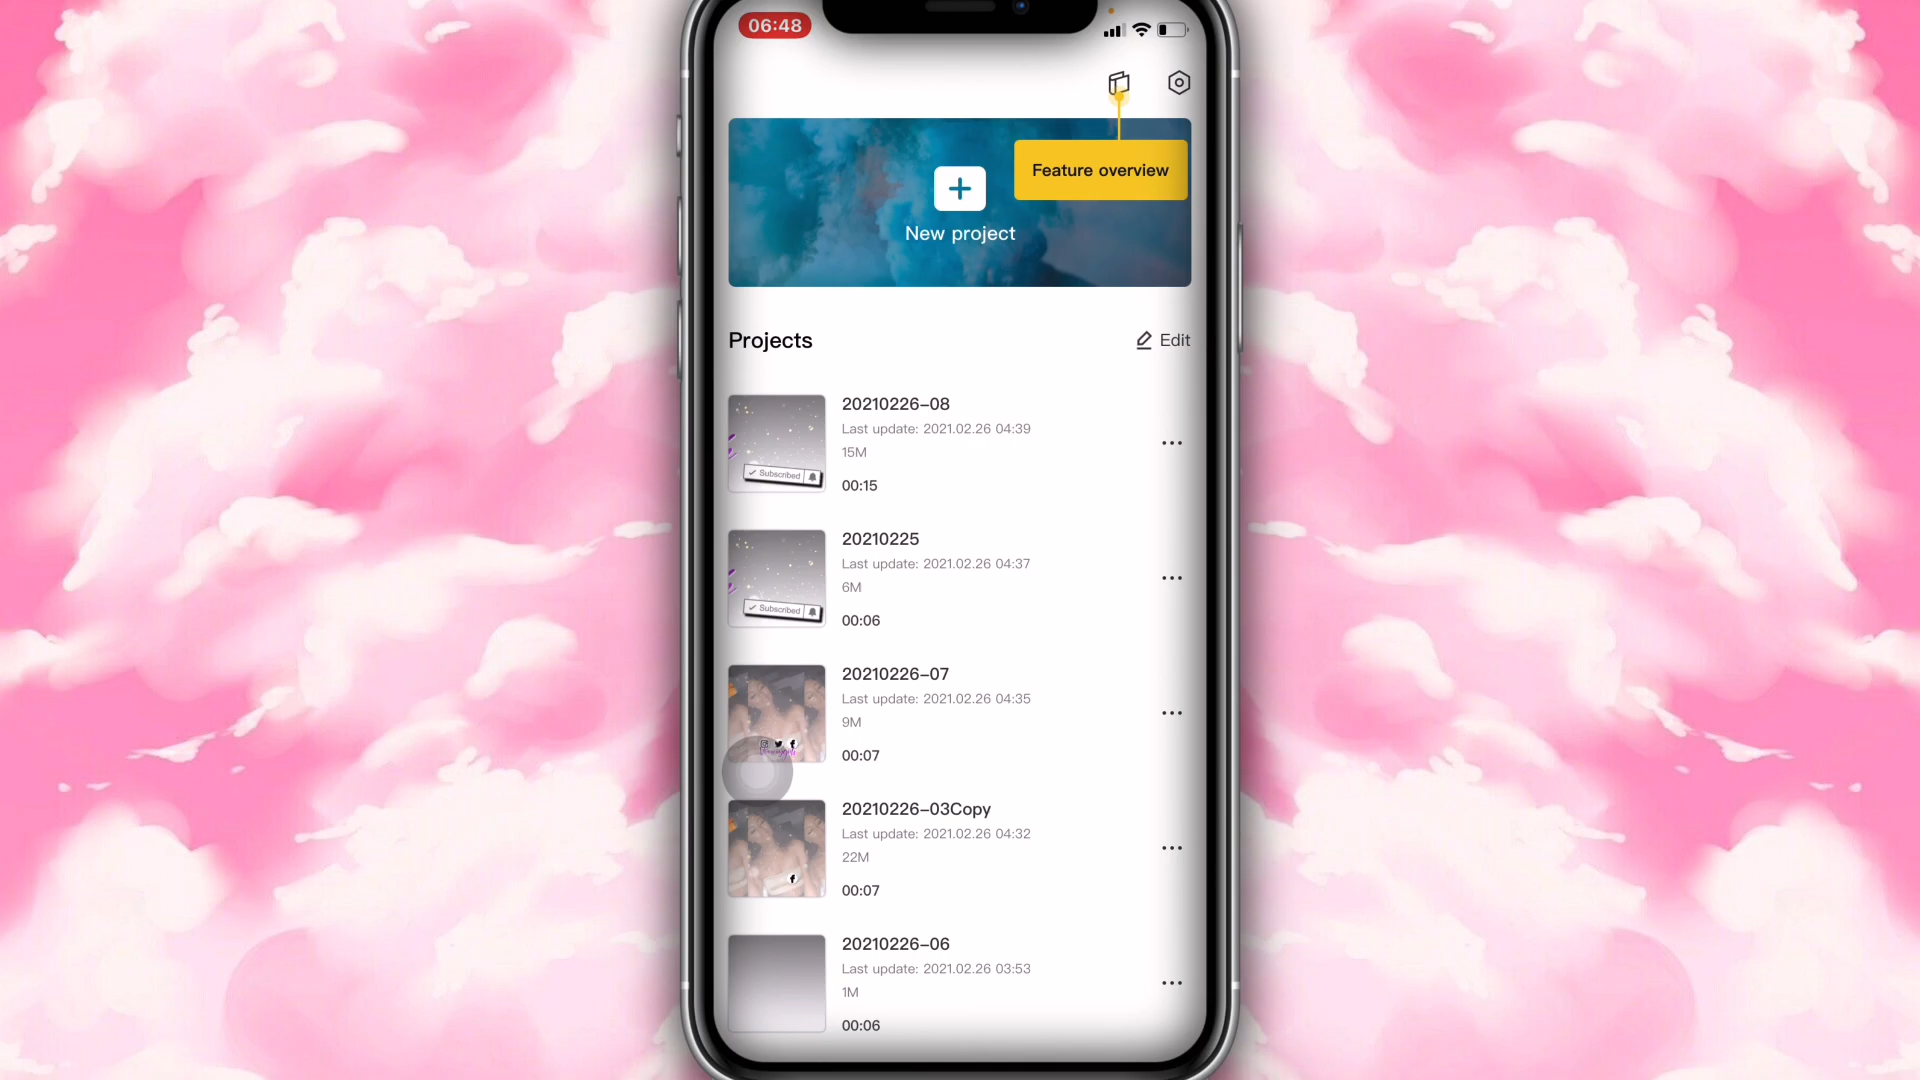 06:48
Feature overview
New project
Projects
Edit
20210226-08
Last update: 2021.02.26 04:39
15M
00:15
Subscribed
20210225
Last update: 2021.02.26 04:37
6M
00:06
Subscribed
20210226-07
Last update: 2021.02.26 04:35
9M
00:07
20210226-03Copy
Last update: 2021.02.26 04:32
22M
00:07
20210226-06
Last update: 2021.02.26 03:53
1M
00:06